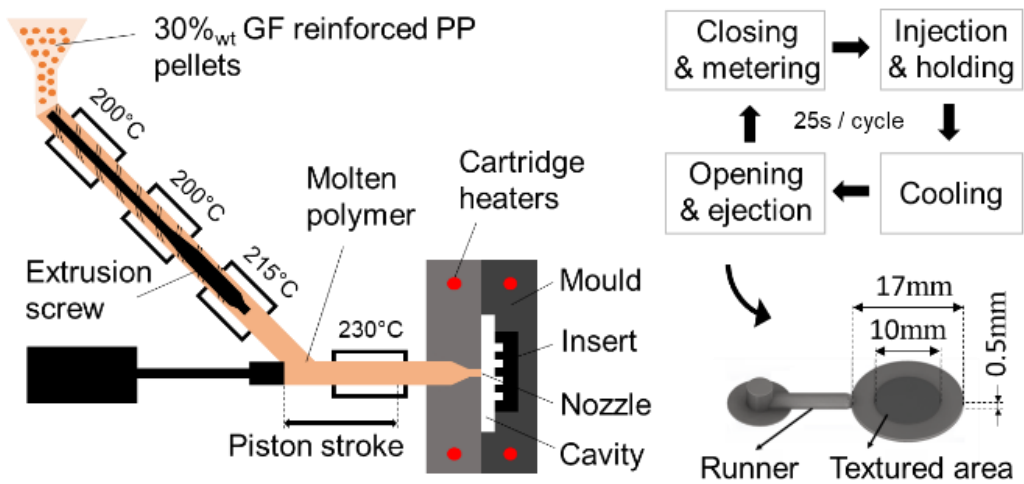 30%wt GF reinforced PP
pellets
200°C
200°C
215°C
230°C
Extrusion
screw
Molten
polymer
Piston stroke
Cartridge
heaters
Mould
Insert
Nozzle
Cavity
Closing
& metering
Injection
& holding
25s / cycle
Opening
& ejection
Cooling
17mm
10mm
0.5mm
Runner
Textured area